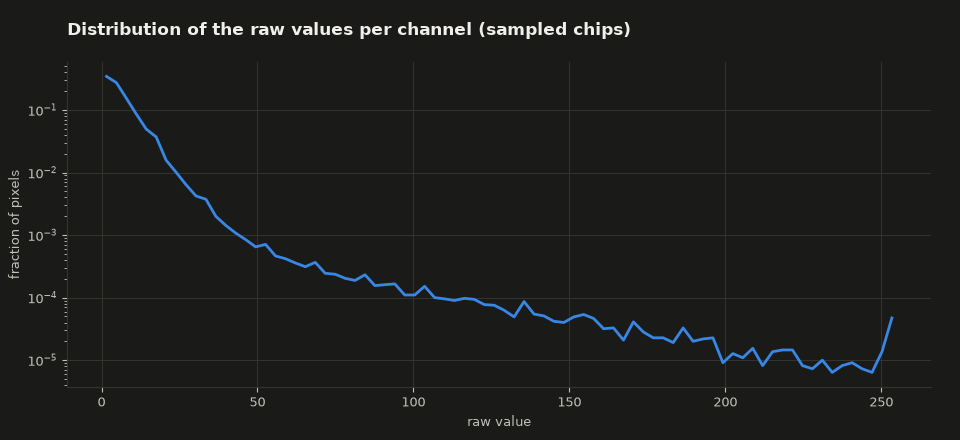 Distribution of the raw values per channel (sampled chips)
fraction of pixels
10⁻¹
10⁻²
10⁻³
10⁻⁴
10⁻⁵
0 50 100 150 200 250
raw value